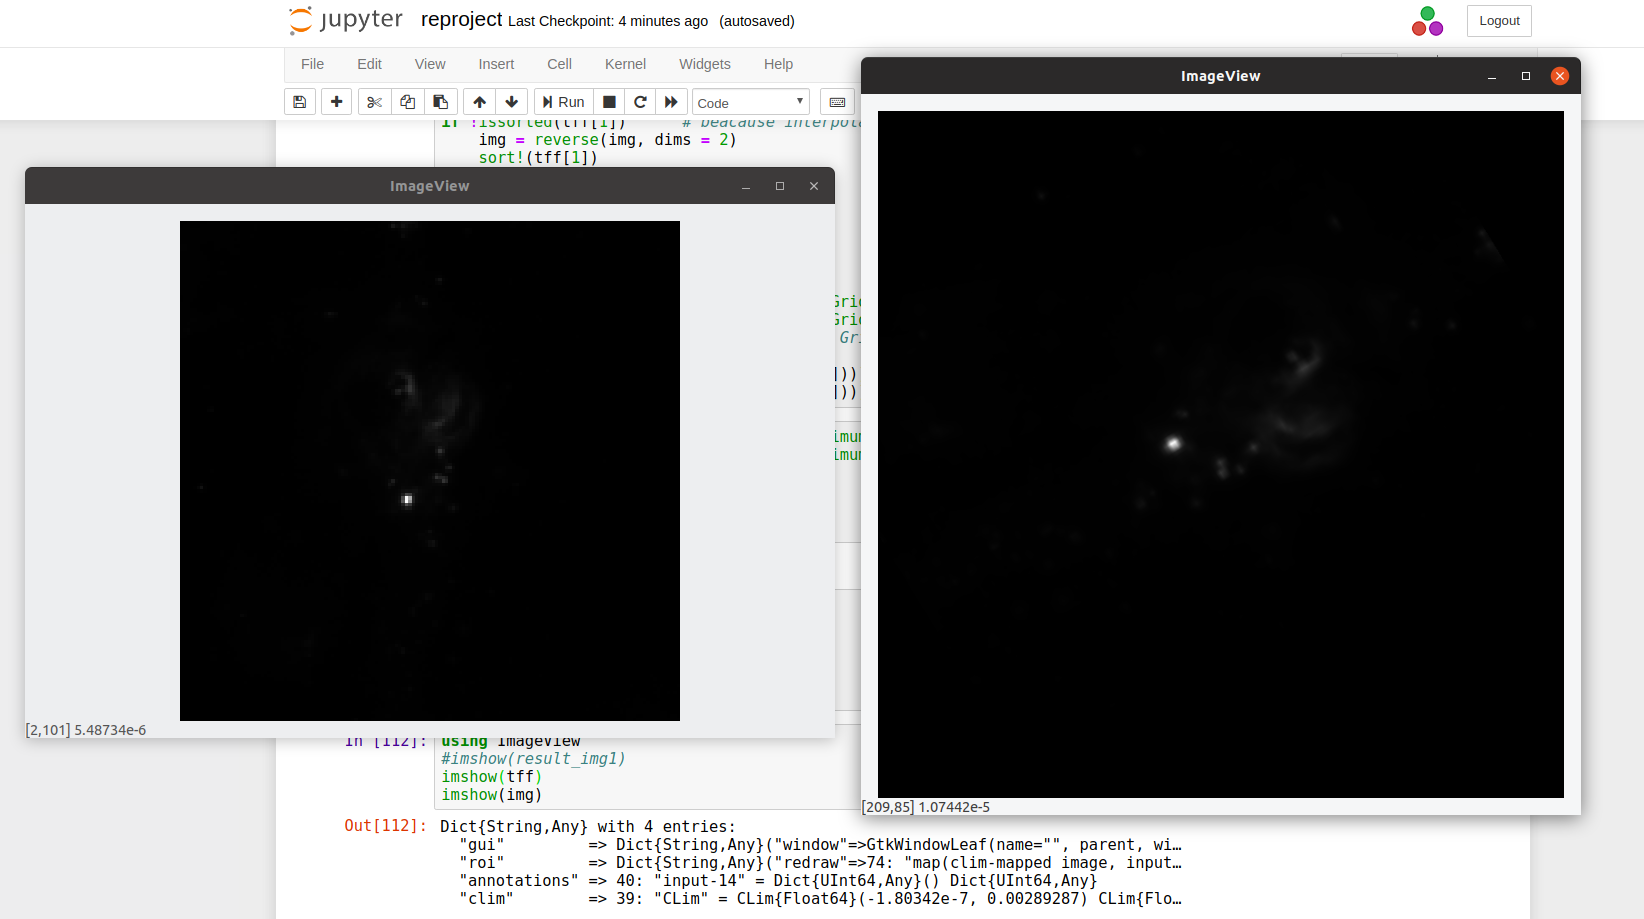 jupyter reproject Last Checkpoint: 4 minutes ago (autosaved)
Logout
File Edit View Insert Cell Kernel Widgets Help
Run Code
if !issorted(tff[1]) # beacause interpola
img = reverse(img, dims = 2)
sort!(tff[1])
ImageView
[2,101] 5.48734e-6
ImageView
[209,85] 1.07442e-5
Gri
]))
]))
imum
imum
In [112]: using ImageView
#imshow(result_img1)
imshow(tff)
imshow(img)
Out[112]: Dict{String,Any} with 4 entries:
"gui" => Dict{String,Any}("window"=>GtkWindowLeaf(name="", parent, wi…
"roi" => Dict{String,Any}("redraw"=>74: "map(clim-mapped image, input…
"annotations" => 40: "input-14" = Dict{UInt64,Any}() Dict{UInt64,Any}
"clim" => 39: "CLim" = CLim{Float64}(-1.80342e-7, 0.00289287) CLim{Flo…